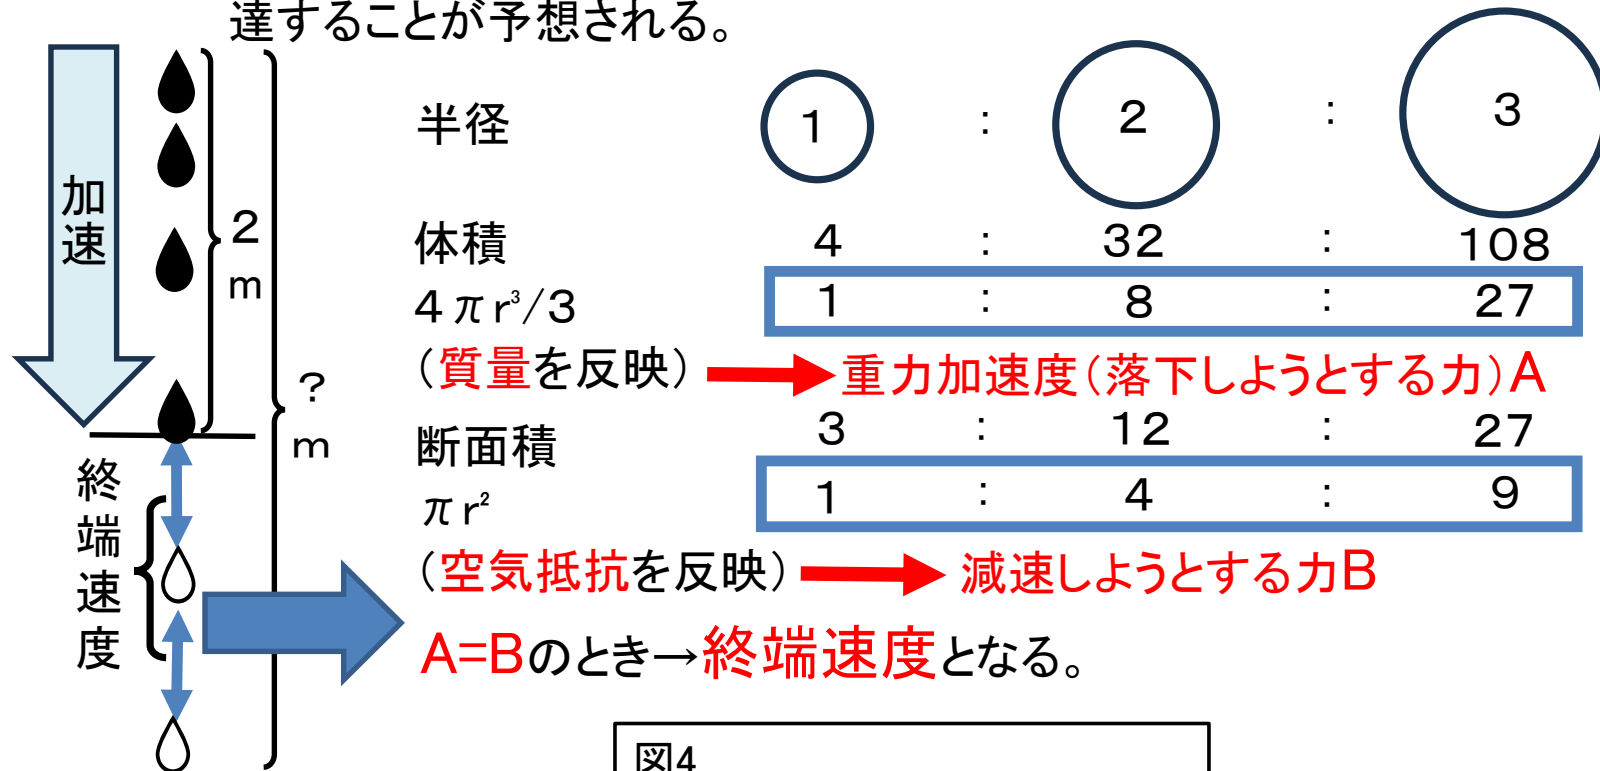 達することが予想される。
加速
2
m
?
m
終端速度
半径 1 : 2 : 3
体積 4 : 32 : 108
4πr³/3 1 : 8 : 27
(質量を反映) 重力加速度(落下しようとする力)A
断面積 3 : 12 : 27
πr² 1 : 4 : 9
(空気抵抗を反映) 減速しようとする力B
A=Bのとき→終端速度となる。
図4